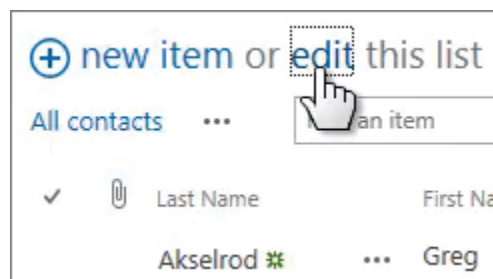 new item or edit this list
All contacts ... an item
Last Name First Na
Akselrod ... Greg